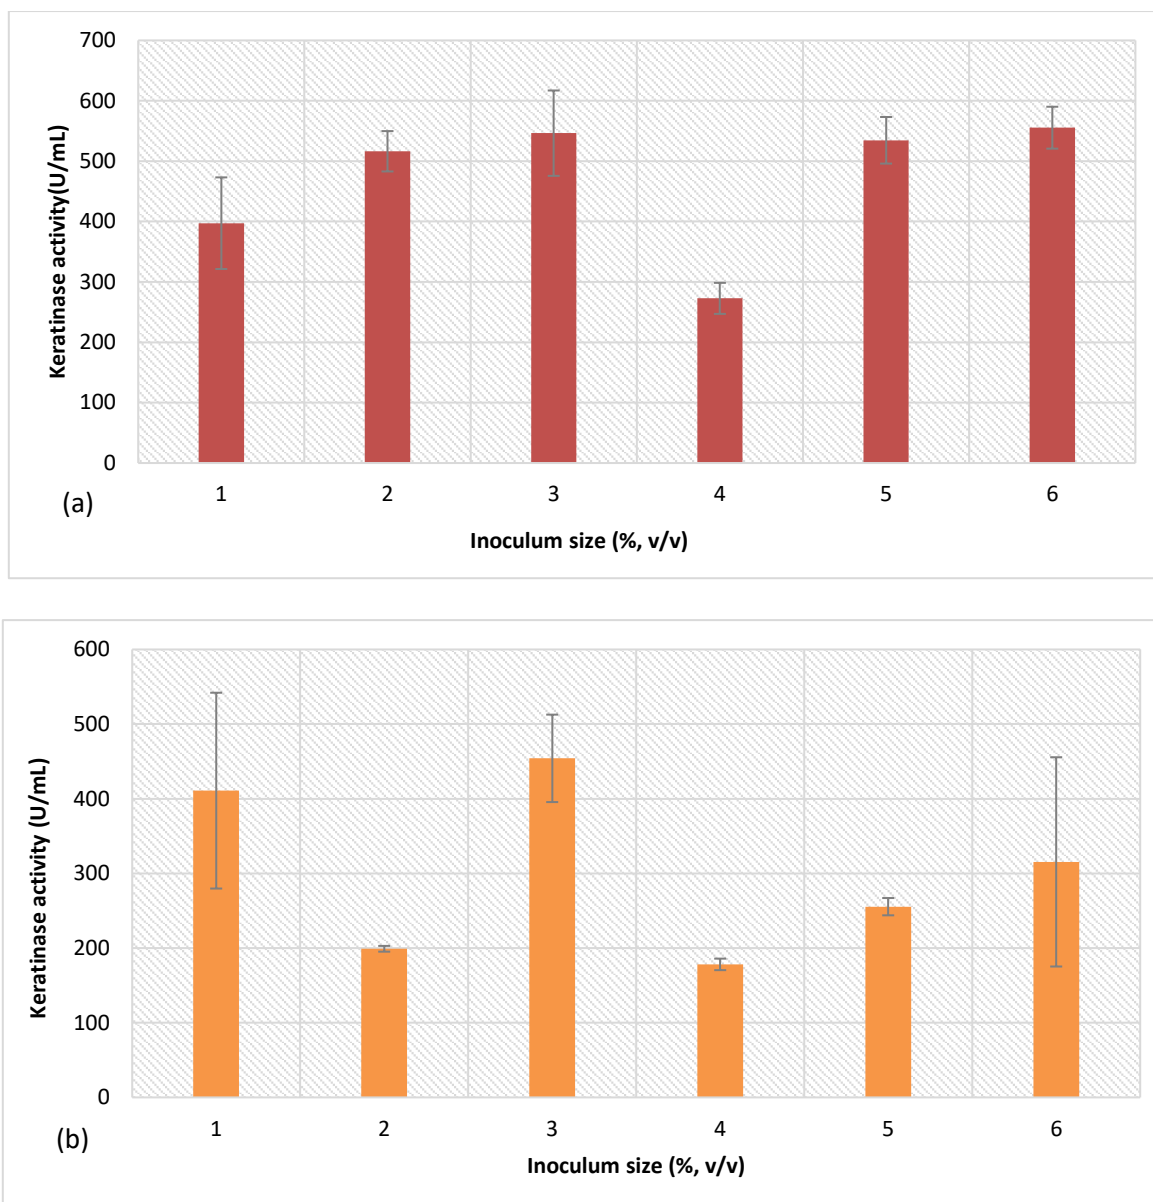 700
600
500
400
300
200
100
0
Keratinase activity(U/mL)
1 2 3 4 5 6
(a)
Inoculum size (%, v/v)
600
500
400
300
200
100
0
Keratinase activity (U/mL)
1 2 3 4 5 6
(b)
Inoculum size (%, v/v)